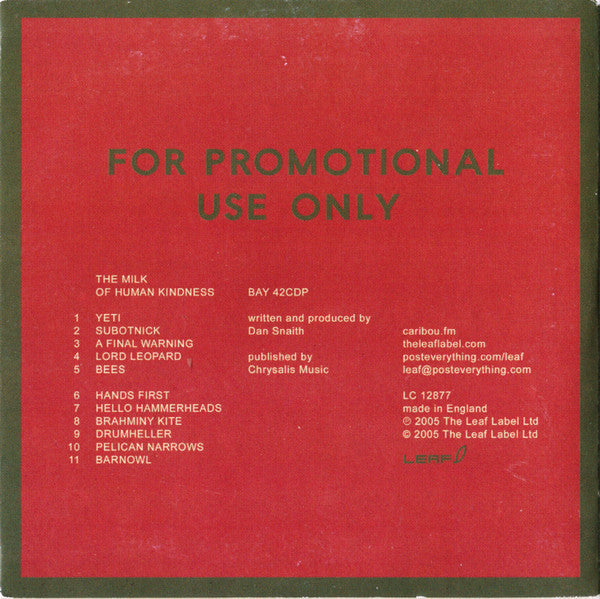 FOR PROMOTIONAL
USE ONLY
THE MILK
OF HUMAN KINDNESS
BAY 42CDP
1 YETI
2 SUBOTNICK
3 A FINAL WARNING
4 LORD LEOPARD
5 BEES
6 HANDS FIRST
7 HELLO HAMMERHEADS
8 BRAHMINY KITE
9 DRUMHELLER
10 PELICAN NARROWS
11 BARNOWL
written and produced by
Dan Snaith
published by
Chrysalis Music
caribou.fm
theleaflabel.com
posteverything.com/leaf
leaf@posteverything.com
LC 12877
made in England
℗ 2005 The Leaf Label Ltd
© 2005 The Leaf Label Ltd
LEAF